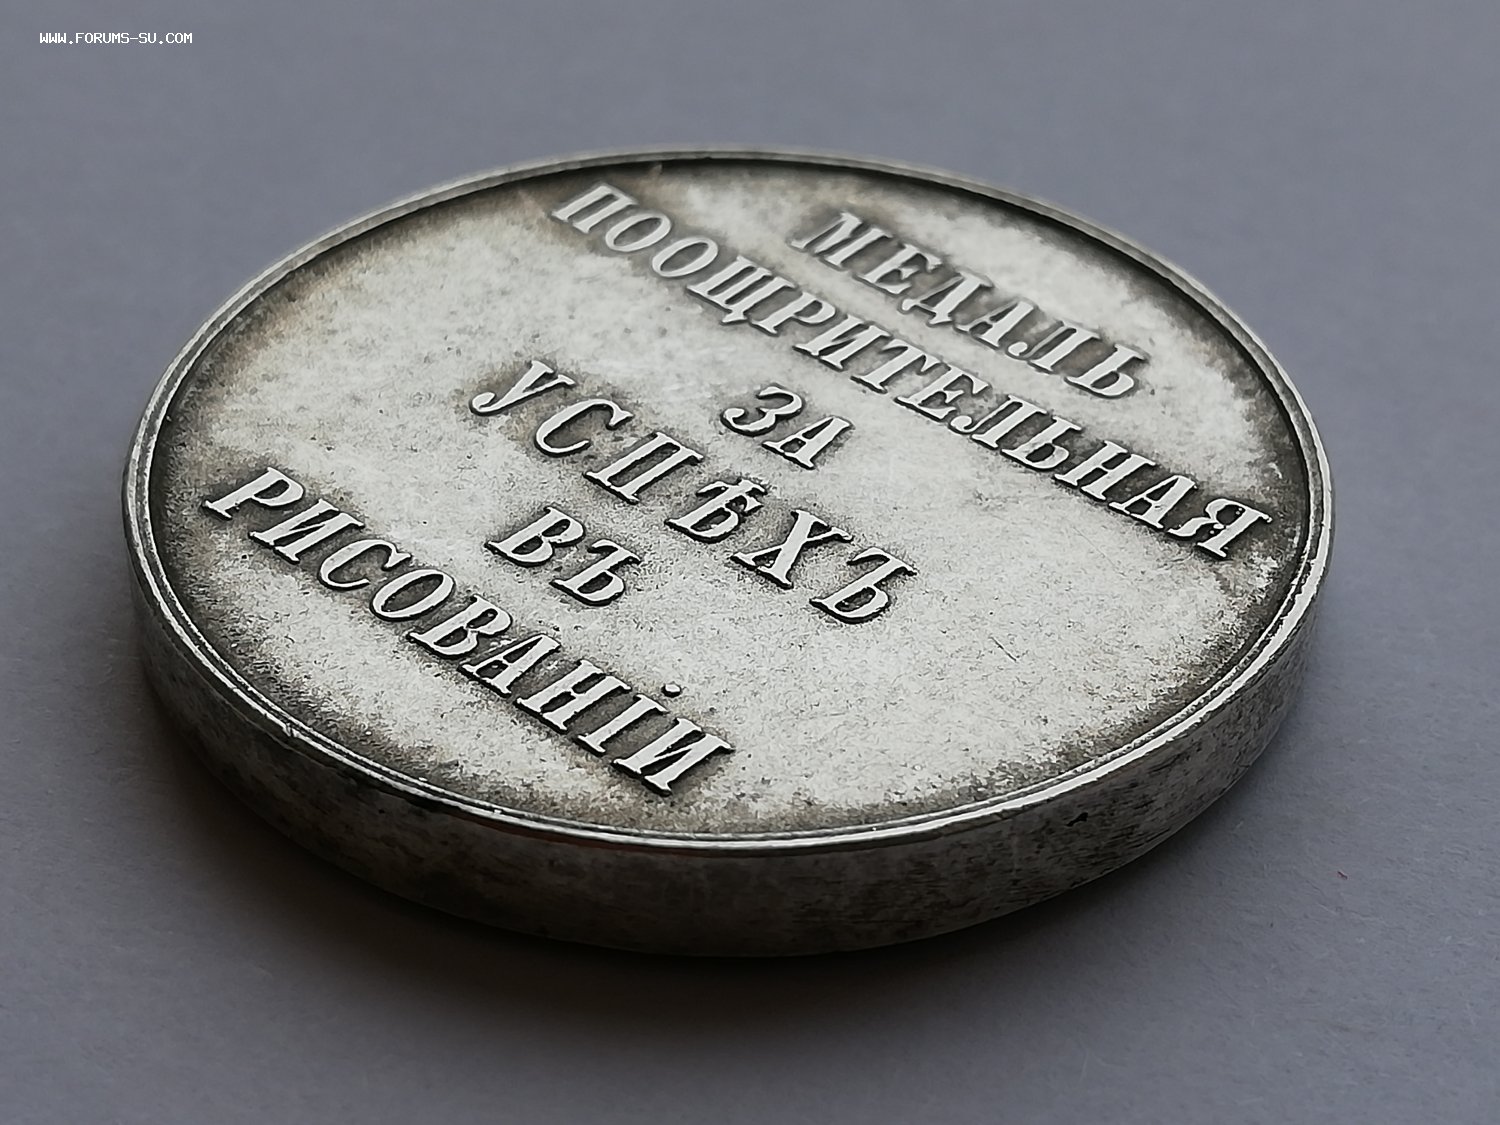 WWW.FORUMS-SU.COM
МЕДАЛЬ
ПООЩРИТЕЛЬНАЯ
ЗА
УСПѢХЪ
ВЪ
РИСОВАНІИ